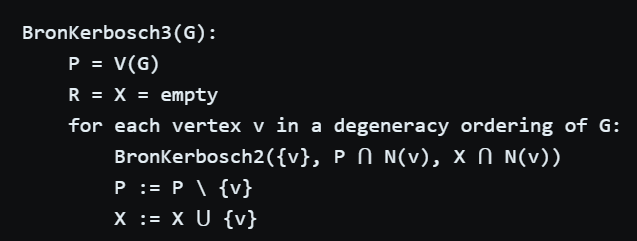 BronKerbosch3(G):
P = V(G)
R = X = empty
for each vertex v in a degeneracy ordering of G:
BronKerbosch2({v}, P ⋂ N(v), X ⋂ N(v))
P := P \ {v}
X := X ⋃ {v}